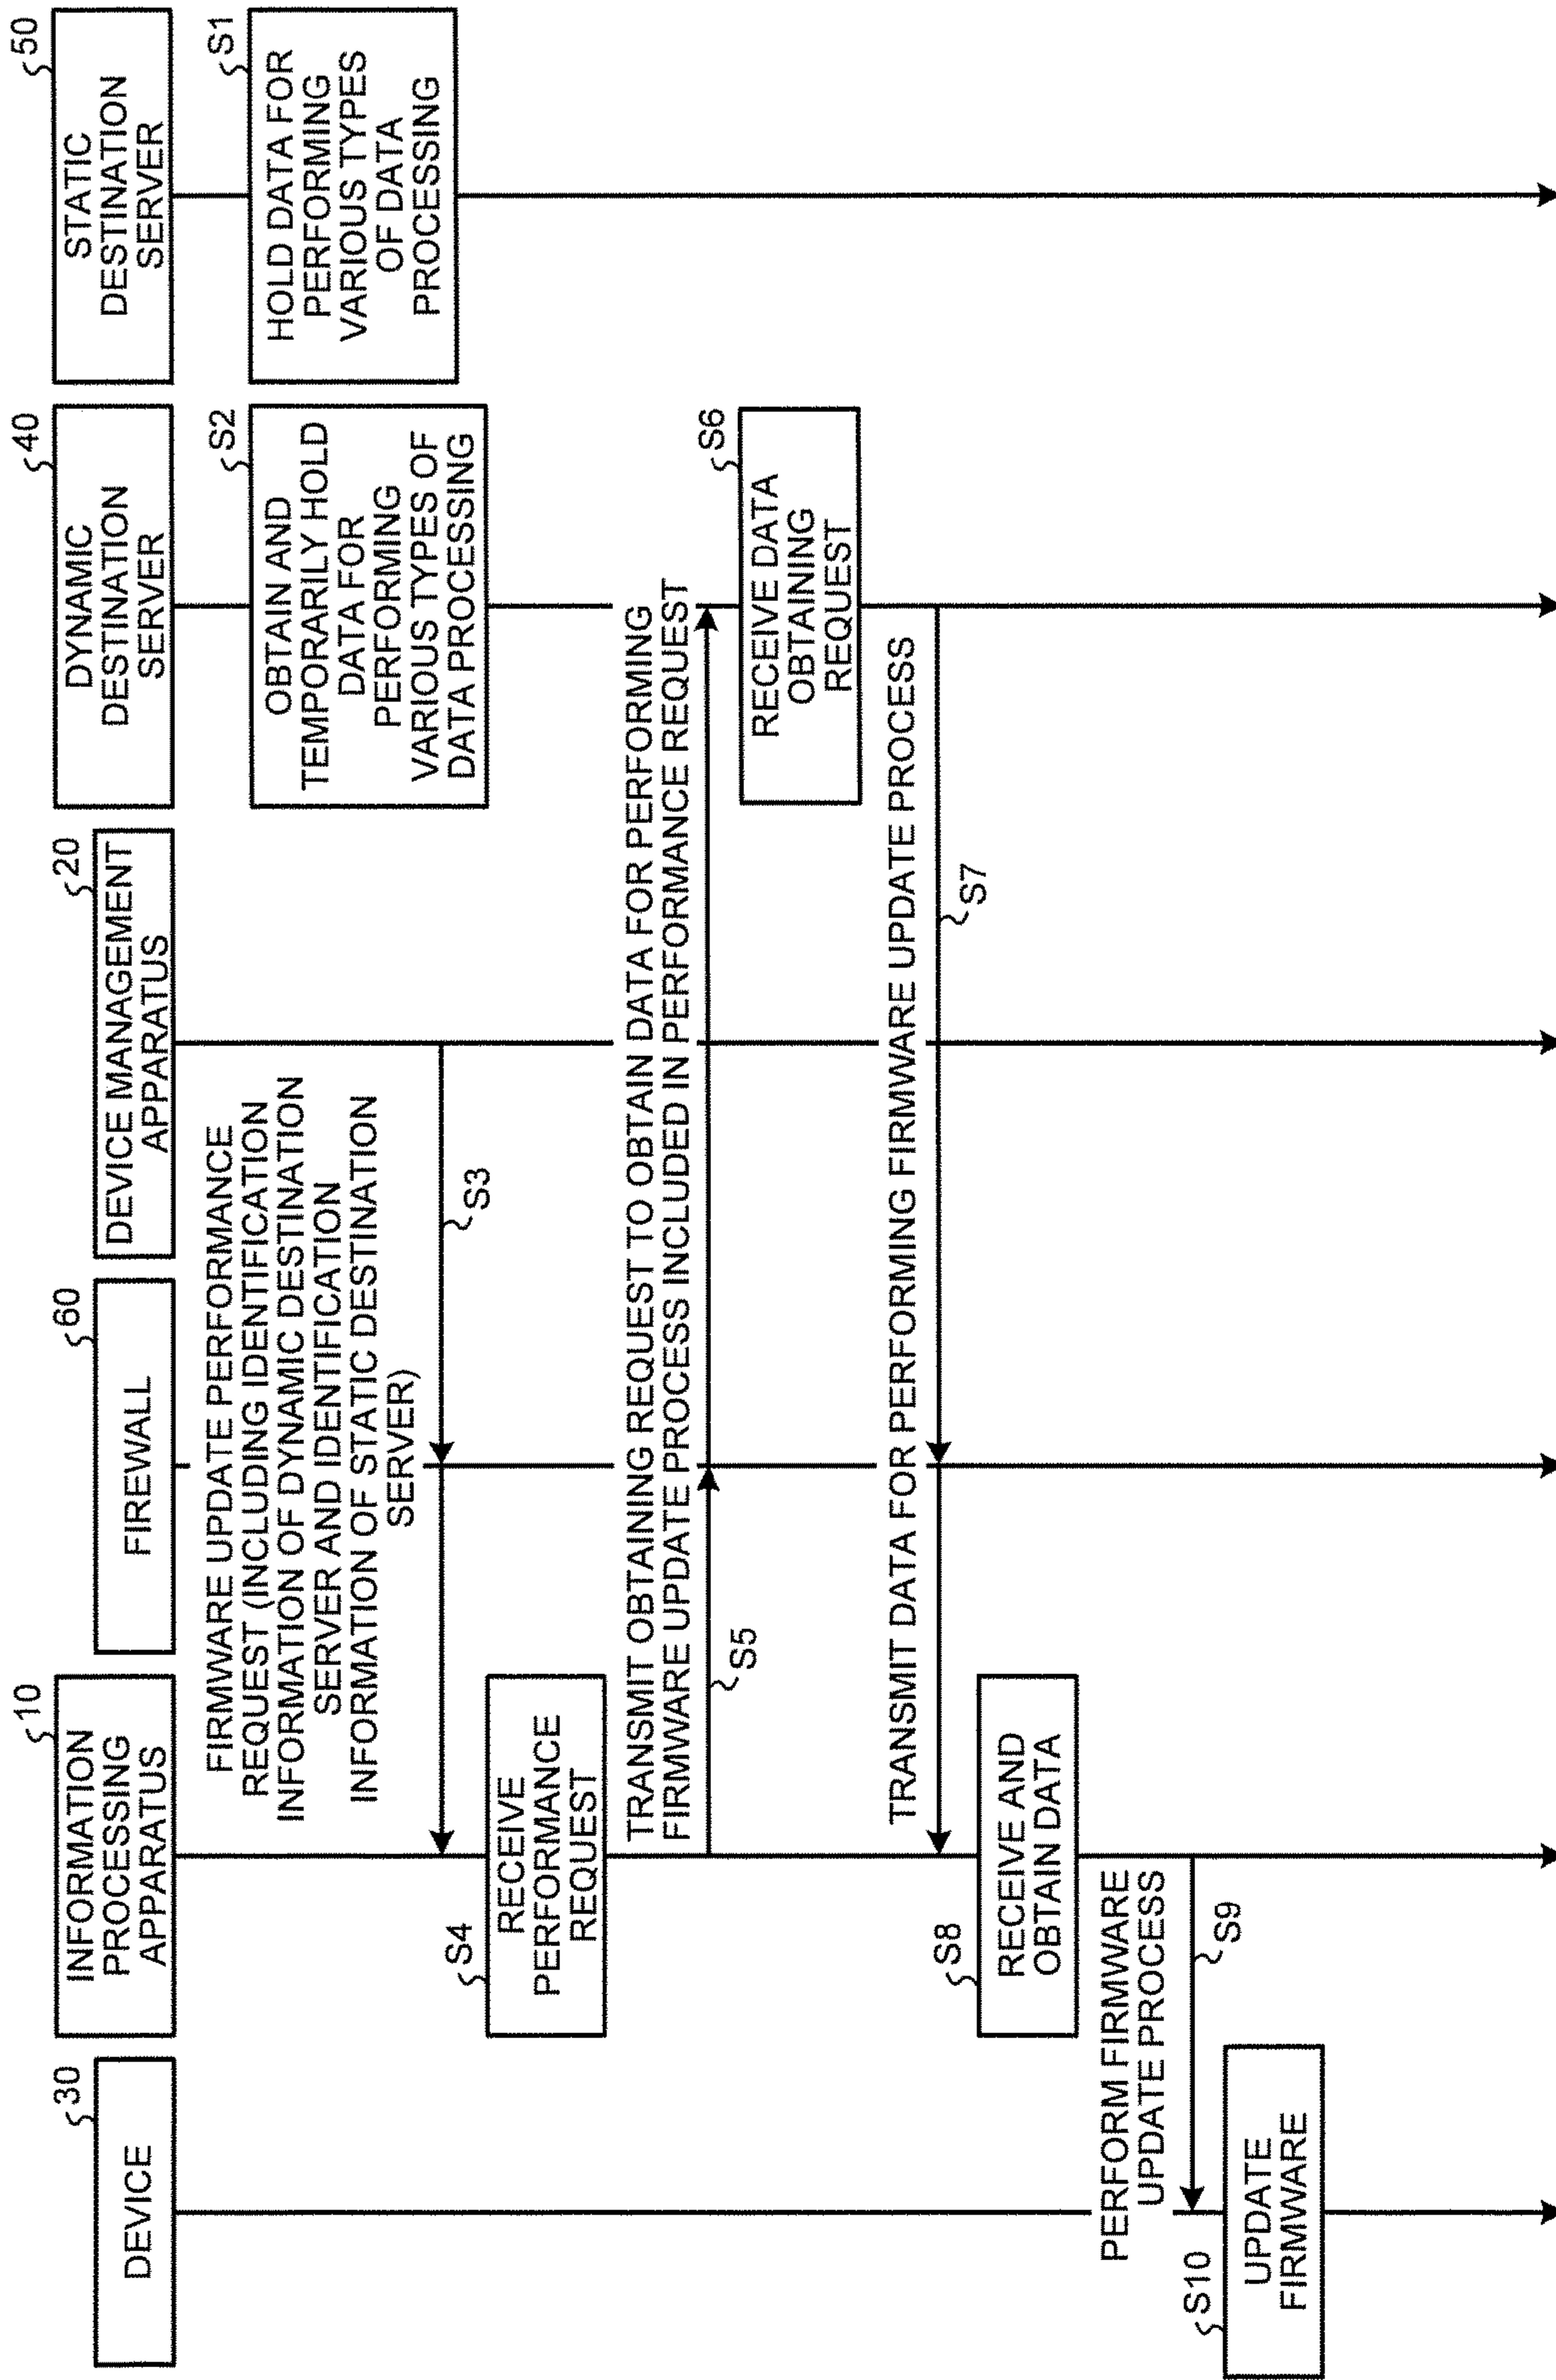 30
DEVICE
10
INFORMATION
PROCESSING
APPARATUS
60
FIREWALL
20
DEVICE MANAGEMENT
APPARATUS
40
DYNAMIC
DESTINATION
SERVER
50
STATIC
DESTINATION
SERVER
S1
HOLD DATA FOR
PERFORMING
VARIOUS TYPES
OF DATA
PROCESSING
S2
OBTAIN AND
TEMPORARILY HOLD
DATA FOR
PERFORMING
VARIOUS TYPES OF
DATA PROCESSING
FIRMWARE UPDATE PERFORMANCE
REQUEST (INCLUDING IDENTIFICATION
INFORMATION OF DYNAMIC DESTINATION
SERVER AND IDENTIFICATION
INFORMATION OF STATIC DESTINATION
SERVER)
S3
S4
RECEIVE
PERFORMANCE
REQUEST
TRANSMIT OBTAINING REQUEST TO OBTAIN DATA FOR PERFORMING
FIRMWARE UPDATE PROCESS INCLUDED IN PERFORMANCE REQUEST
S5
S6
RECEIVE DATA
OBTAINING
REQUEST
TRANSMIT DATA FOR PERFORMING FIRMWARE UPDATE PROCESS
S7
S8
RECEIVE AND
OBTAIN DATA
PERFORM FIRMWARE
UPDATE PROCESS
S9
S10
UPDATE
FIRMWARE